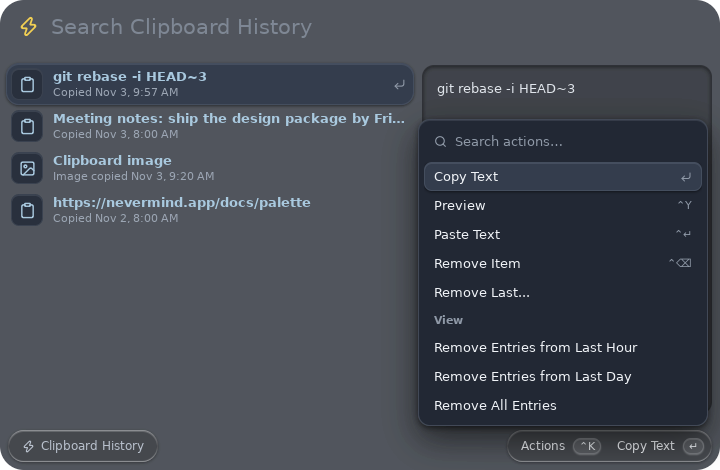 Search Clipboard History
git rebase -i HEAD~3
Copied Nov 3, 9:57 AM
Meeting notes: ship the design package by Fri...
Copied Nov 3, 8:00 AM
Clipboard image
Image copied Nov 3, 9:20 AM
https://nevermind.app/docs/palette
Copied Nov 2, 8:00 AM
git rebase -i HEAD~3
Search actions...
Copy Text ↵
Preview ^Y
Paste Text ^↵
Remove Item ^⌫
Remove Last...
View
Remove Entries from Last Hour
Remove Entries from Last Day
Remove All Entries
Clipboard History
Actions ^K Copy Text ↵